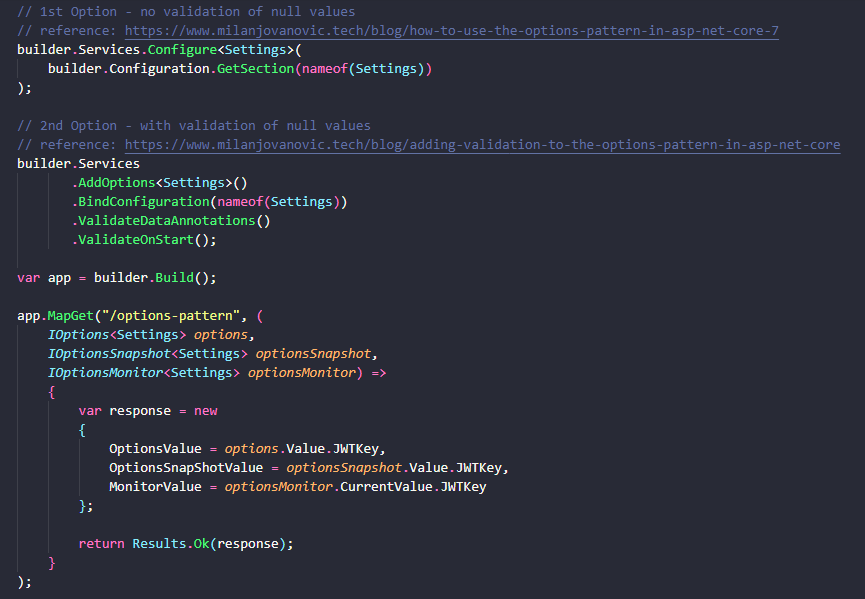 // 1st Option - no validation of null values
// reference: https://www.milanjovanovic.tech/blog/how-to-use-the-options-pattern-in-asp-net-core-7
builder.Services.Configure<Settings>(
    builder.Configuration.GetSection(nameof(Settings))
);

// 2nd Option - with validation of null values
// reference: https://www.milanjovanovic.tech/blog/adding-validation-to-the-options-pattern-in-asp-net-core
builder.Services
       .AddOptions<Settings>()
       .BindConfiguration(nameof(Settings))
       .ValidateDataAnnotations()
       .ValidateOnStart();

var app = builder.Build();

app.MapGet("/options-pattern", (
    IOptions<Settings> options,
    IOptionsSnapshot<Settings> optionsSnapshot,
    IOptionsMonitor<Settings> optionsMonitor) =>
    {
        var response = new
        {
            OptionsValue = options.Value.JWTKey,
            OptionsSnapShotValue = optionsSnapshot.Value.JWTKey,
            MonitorValue = optionsMonitor.CurrentValue.JWTKey
        };

        return Results.Ok(response);
    }
);